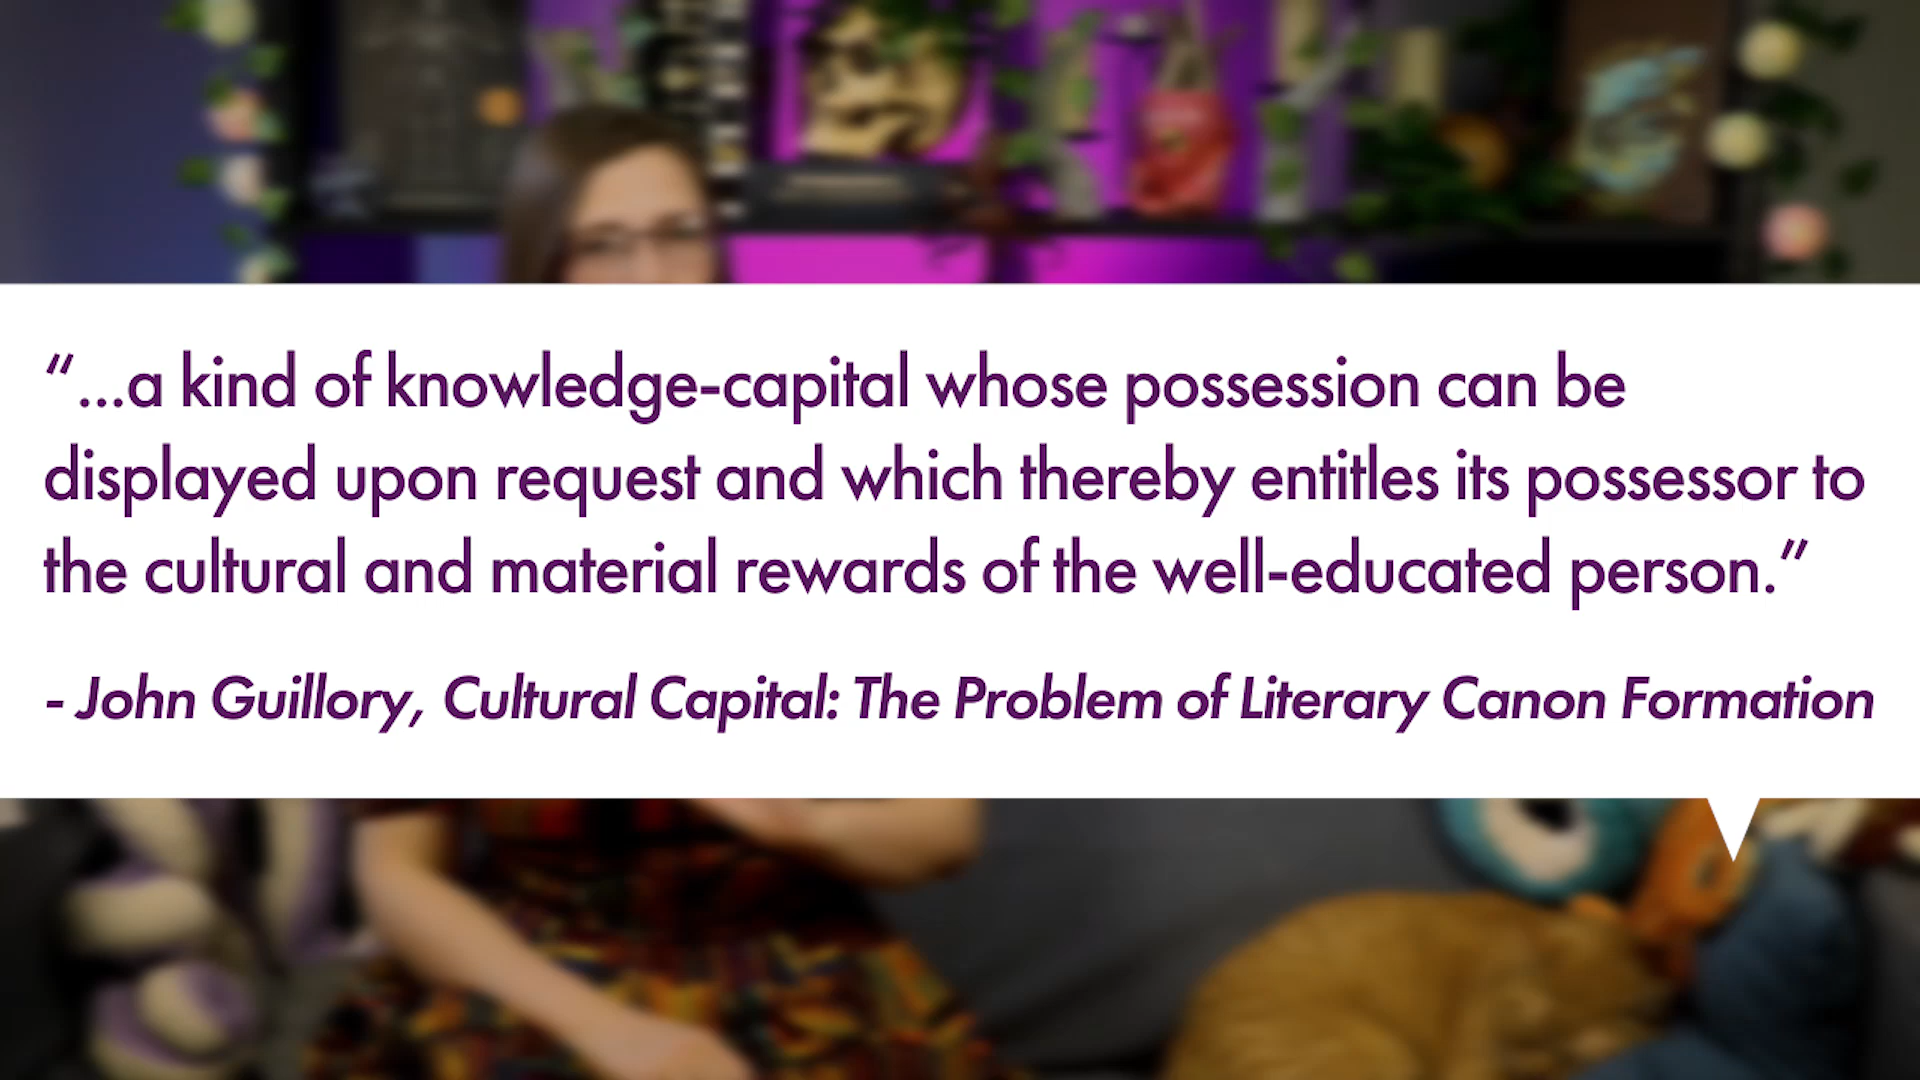 “...a kind of knowledge-capital whose possession can be
displayed upon request and which thereby entitles its possessor to
the cultural and material rewards of the well-educated person.”
- John Guillory, Cultural Capital: The Problem of Literary Canon Formation